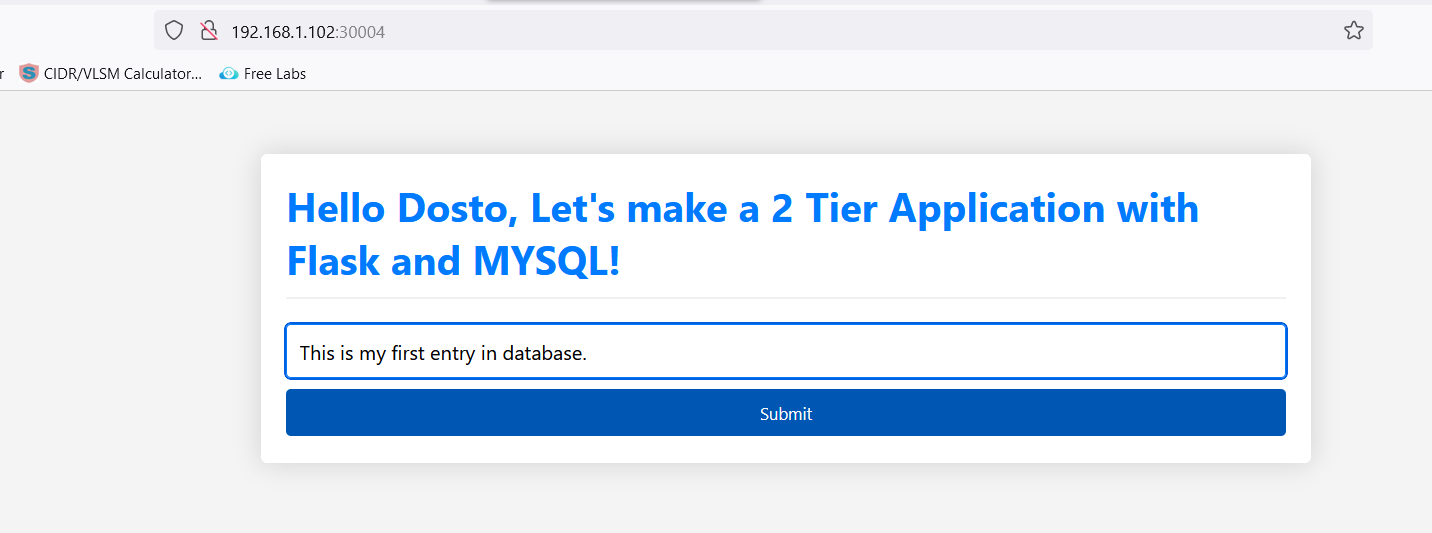 192.168.1.102:30004
r CIDR/VLSM Calculator... Free Labs
Hello Dosto, Let's make a 2 Tier Application with
Flask and MYSQL!
This is my first entry in database.
Submit